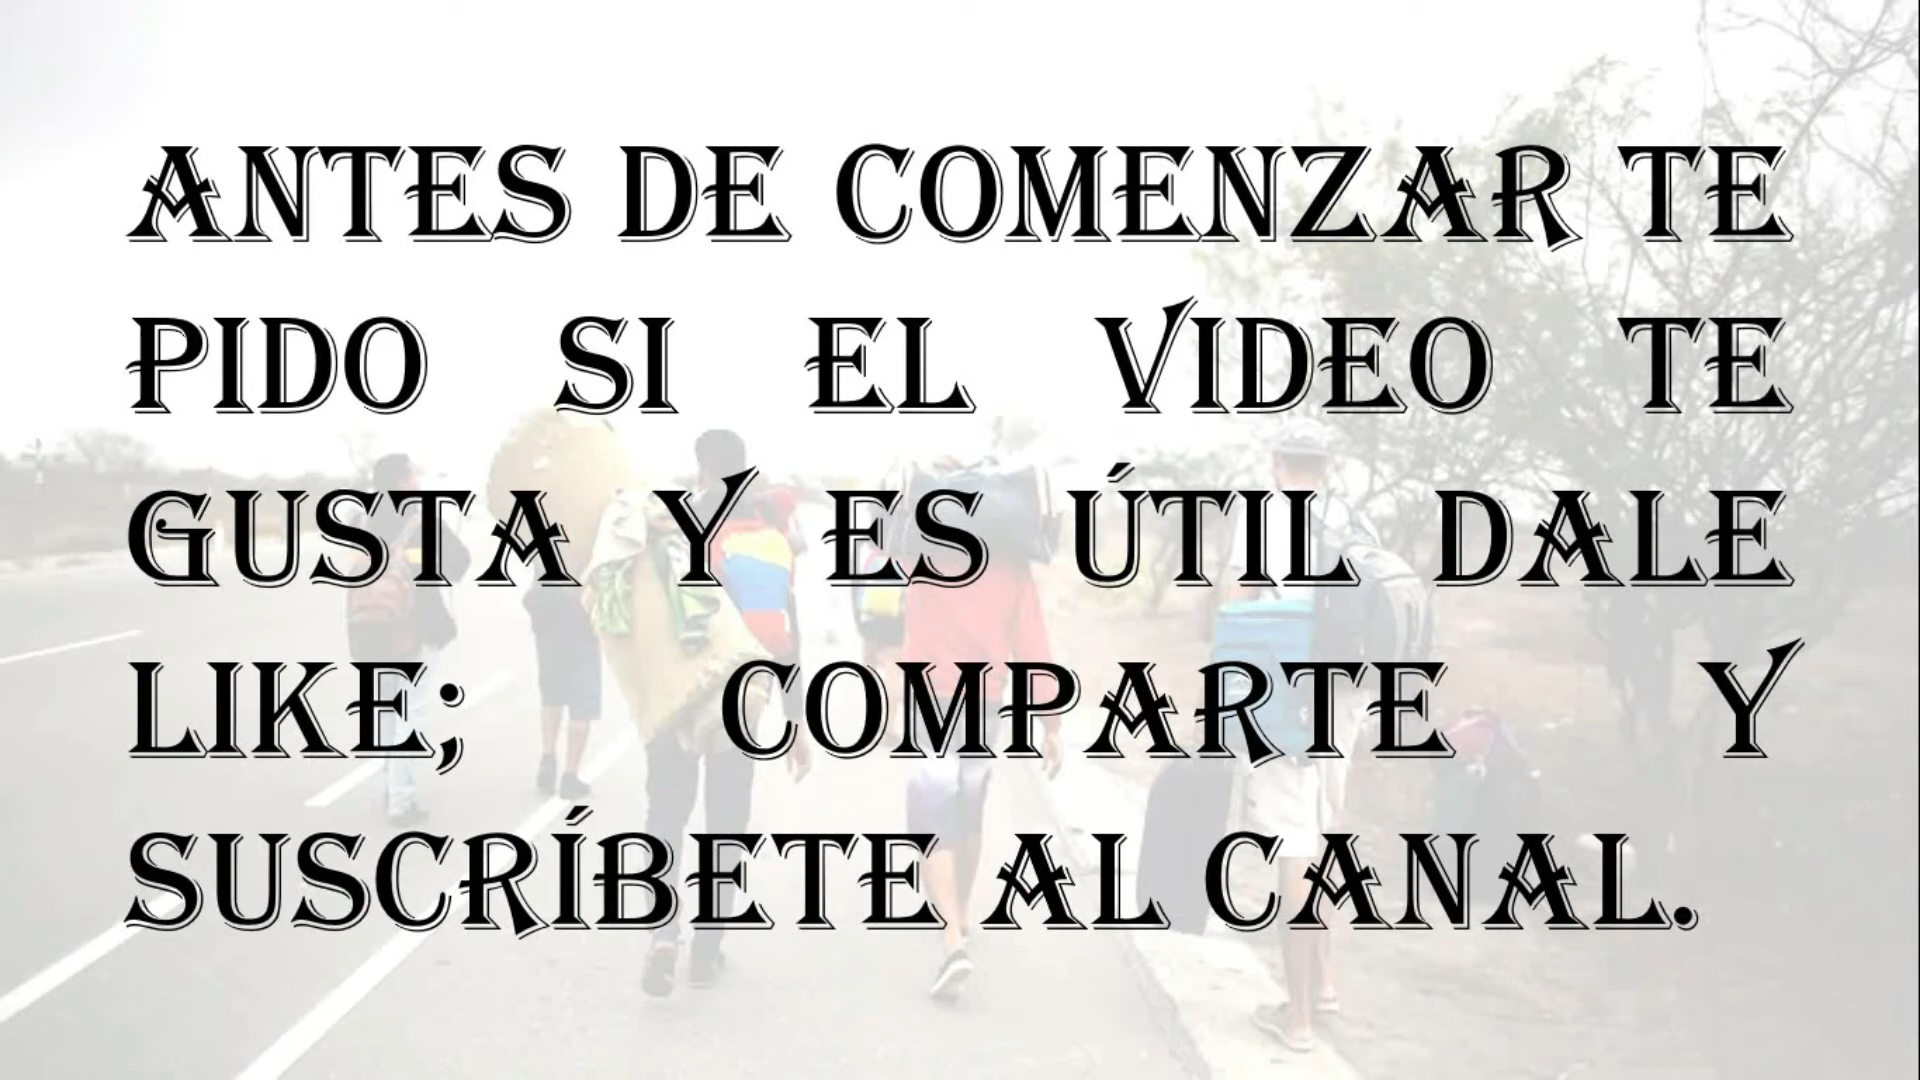 ANTES DE COMENZAR TE
PIDO SI EL VIDEO TE
GUSTA Y ES ÚTIL DALE
LIKE; COMPARTE Y
SUSCRÍBETE AL CANAL.